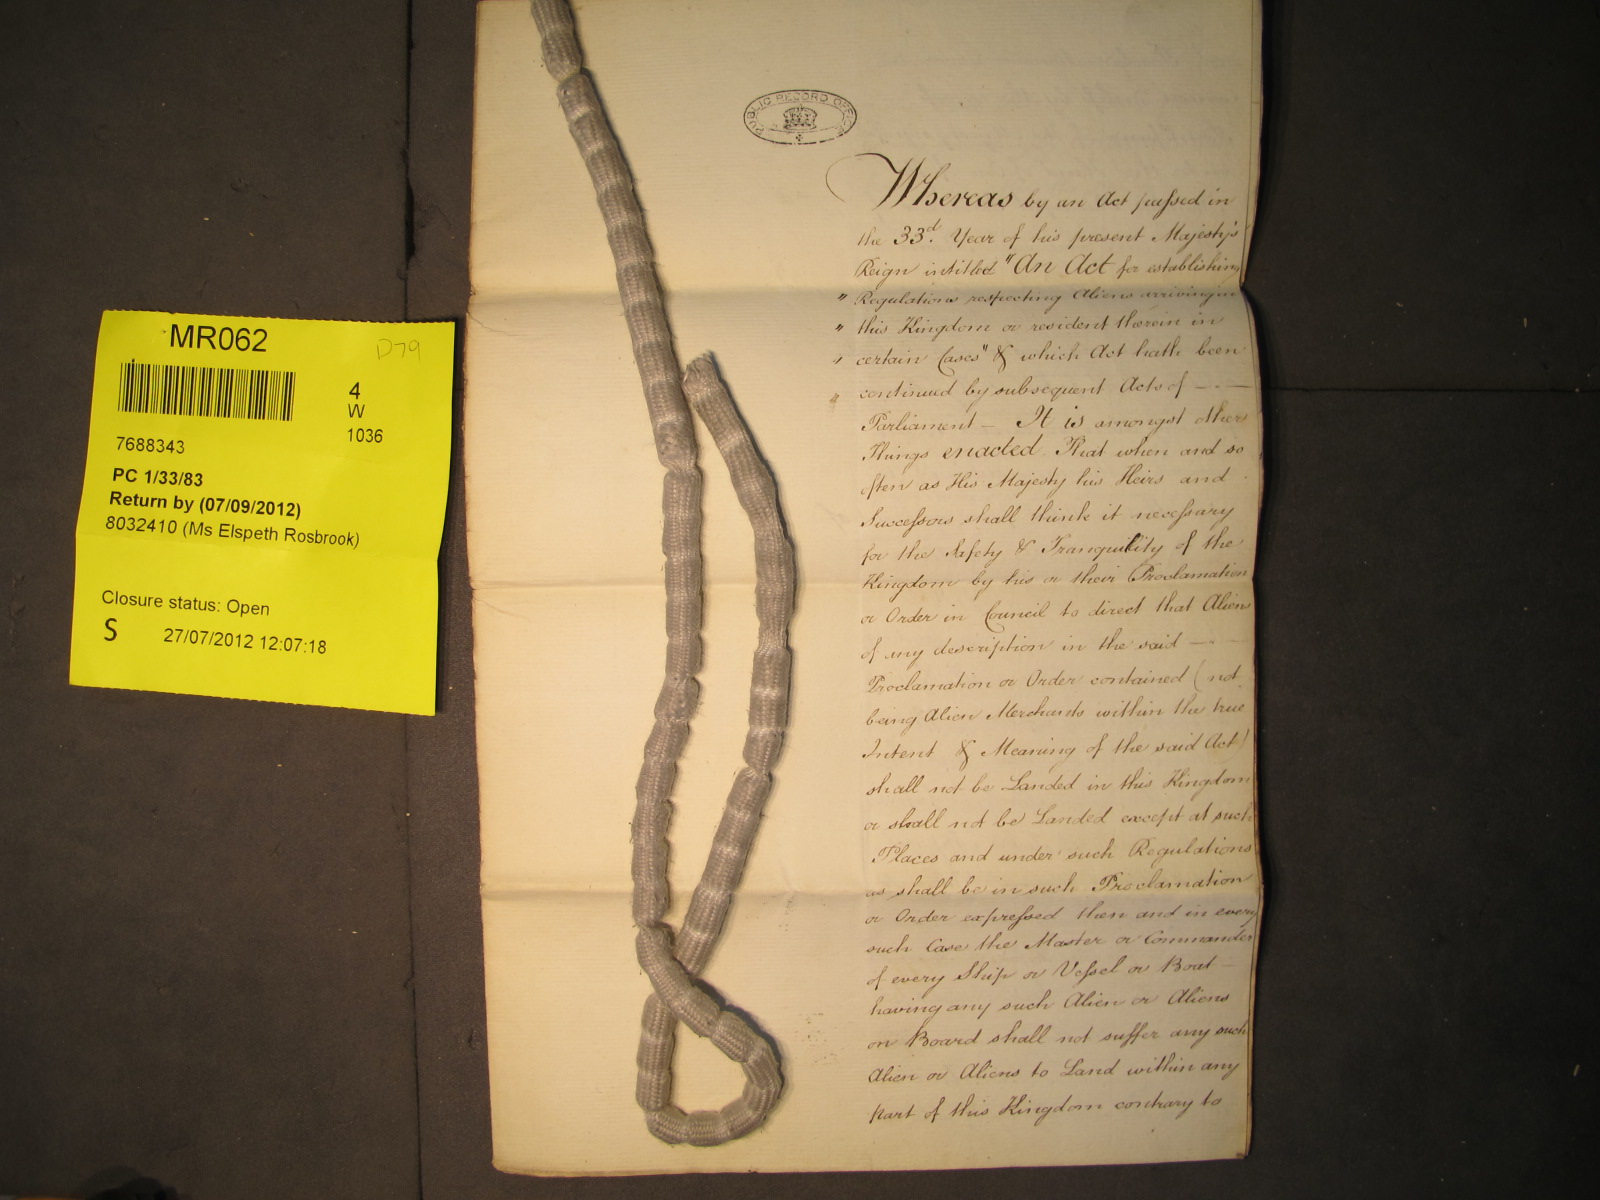 MR062
D79
4
W
1036
7688343
PC 1/33/83
Return by (07/09/2012)
8032410 (Ms Elspeth Rosbrook)
Closure status: Open
S 27/07/2012 12:07:18
PUBLIC RECORD OFFICE
Whereas by an Act passed in
the 33d. Year of his present Majesty's
Reign intitled "An Act for establishing
" Regulations respecting Aliens arriving in
" this Kingdom or resident therein in
" certain Cases" & which Act hath been
" continued by subsequent Acts of — - —
Parliament — It is amongst other
Things enacted That when and so
often as His Majesty his Heirs and
Successors shall think it necessary
for the Safety & Tranquility of the
Kingdom by his or their Proclamation
or Order in Council to direct that Aliens
of any description in the said —
Proclamation or Order contained (not
being Alien Merchants within the true
Intent & Meaning of the said Act)
shall not be Landed in this Kingdom
or shall not be Landed except at such
Places and under such Regulations
as shall be in such Proclamation
or Order expressed then and in every
such Case the Master or Commander
of every Ship or Vessel or Boat —
having any such Alien or Aliens
on Board shall not suffer any such
Alien or Aliens to Land within any
part of this Kingdom contrary to